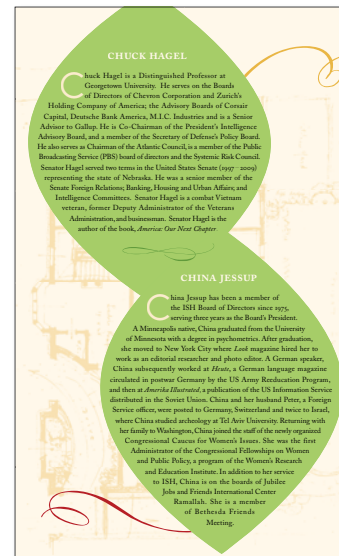 CHUCK HAGEL
Chuck Hagel is a Distinguished Professor at
Georgetown University. He serves on the Boards
of Directors of Chevron Corporation and Zurich's
Holding Company of America; the Advisory Boards of Corsair
Capital, Deutsche Bank America, M.I.C. Industries and is a Senior
Advisor to Gallup. He is Co-Chairman of the President's Intelligence
Advisory Board, and a member of the Secretary of Defense's Policy Board.
He also serves as Chairman of the Atlantic Council, is a member of the Public
Broadcasting Service (PBS) board of directors and the Systemic Risk Council.
Senator Hagel served two terms in the United States Senate (1997 - 2009)
representing the state of Nebraska. He was a senior member of the
Senate Foreign Relations; Banking, Housing and Urban Affairs; and
Intelligence Committees. Senator Hagel is a combat Vietnam
veteran, former Deputy Administrator of the Veterans
Administration, and businessman. Senator Hagel is the
author of the book, America: Our Next Chapter
CHINA JESSUP
China Jessup has been a member of
the ISH Board of Directors since 1975,
serving three years as the Board's President.
A Minneapolis native, China graduated from the University
of Minnesota with a degree in psychometrics. After graduation,
she moved to New York City where Look magazine hired her to
work as an editorial researcher and photo editor. A German speaker,
China subsequently worked at Heute, a German language magazine
circulated in postwar Germany by the US Army Reeducation Program,
and then at Amerika Illustrated, a publication of the US Information Service
distributed in the Soviet Union. China and her husband Peter, a Foreign
Service officer, were posted to Germany, Switzerland and twice to Israel,
where China studied archeology at Tel Aviv University. Returning with
her family to Washington, China joined the staff of the newly organized
Congressional Caucus for Women's Issues. She was the first
Administrator of the Congressional Fellowships on Women
and Public Policy, a program of the Women's Research
and Education Institute. In addition to her service
to ISH, China is on the boards of Jubilee
Jobs and Friends International Center
Ramallah. She is a member
of Bethesda Friends
Meeting.